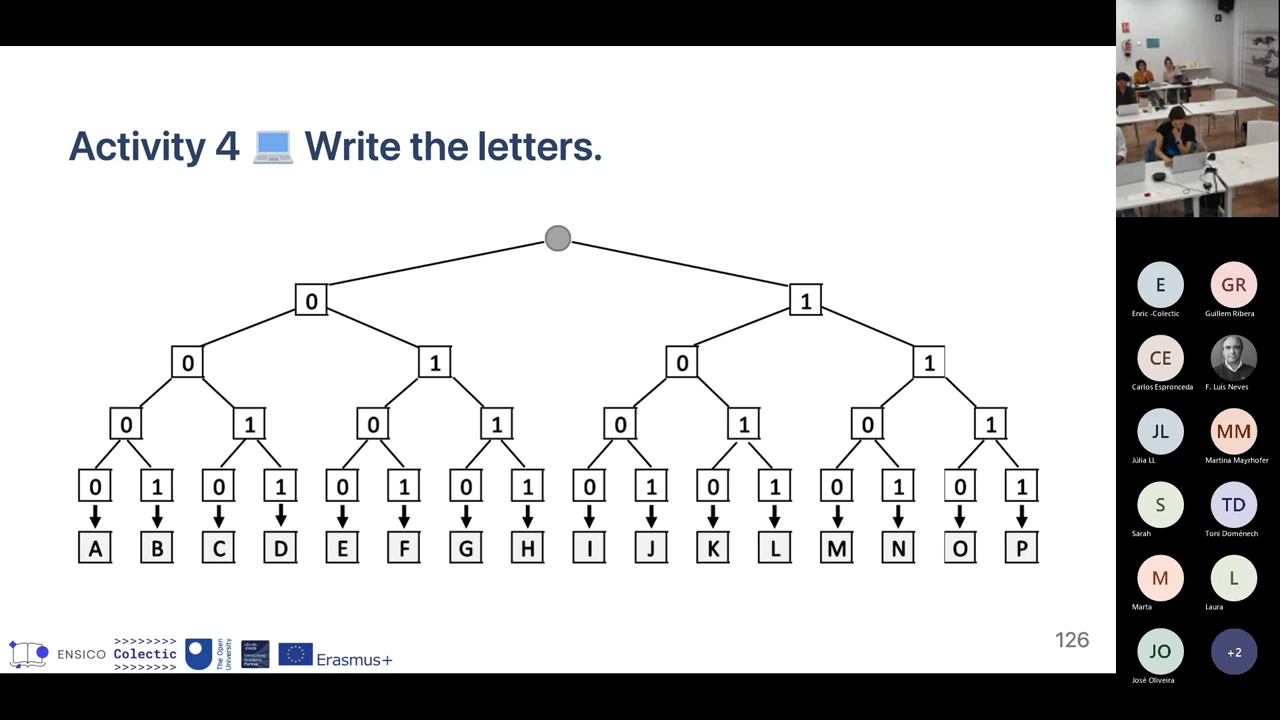 Activity 4 💻 Write the letters.
0 1
0 1 0 1
0 1 0 1 0 1 0 1
0 1 0 1 0 1 0 1 0 1 0 1 0 1 0 1
A B C D E F G H I J K L M N O P
ENSICO
>>>>>>>>
Colectic
>>>>>>>>
The Open
University
Erasmus+
126
E GR
Enric -Colectic Guillem Ribera
CE
Carlos Espronceda F. Luís Neves
JL MM
Júlia LL Martina Mayrhofer
S TD
Sarah Toni Domènech
M L
Marta Laura
JO +2
José Oliveira